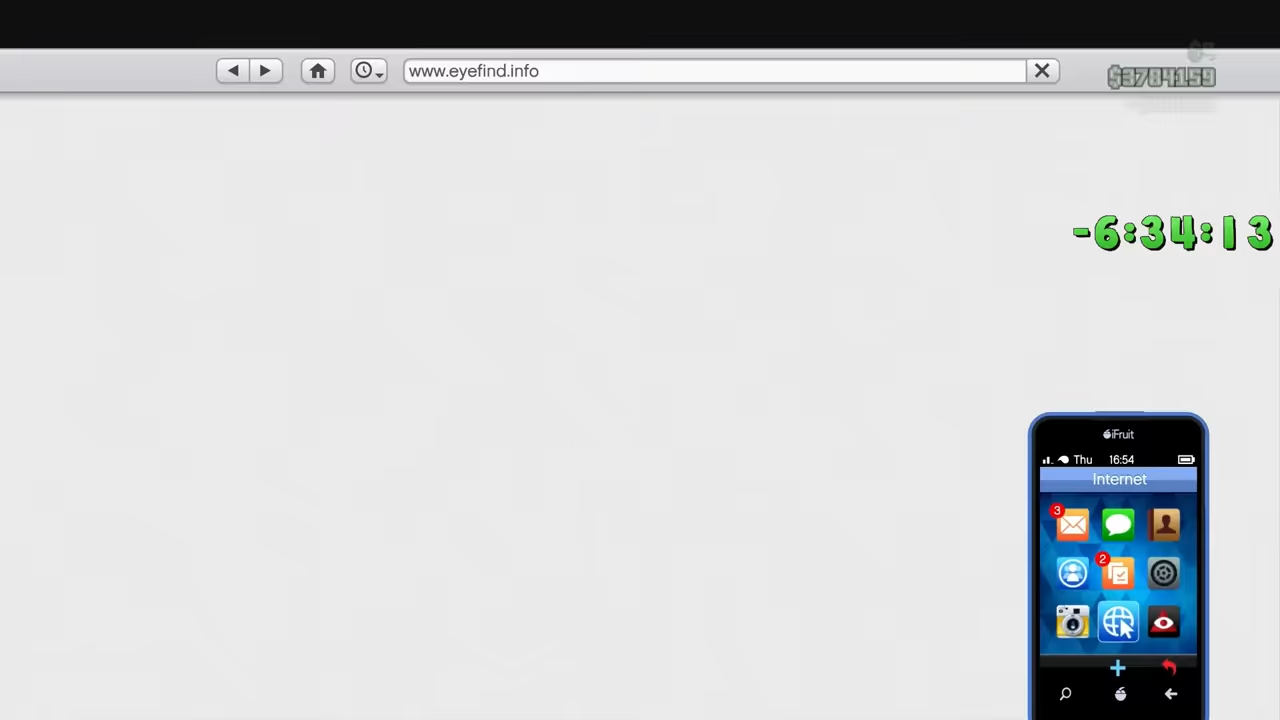 www.eyefind.info
$3784159
-6:34:13
iFruit
Thu 16:54
Internet
3
2